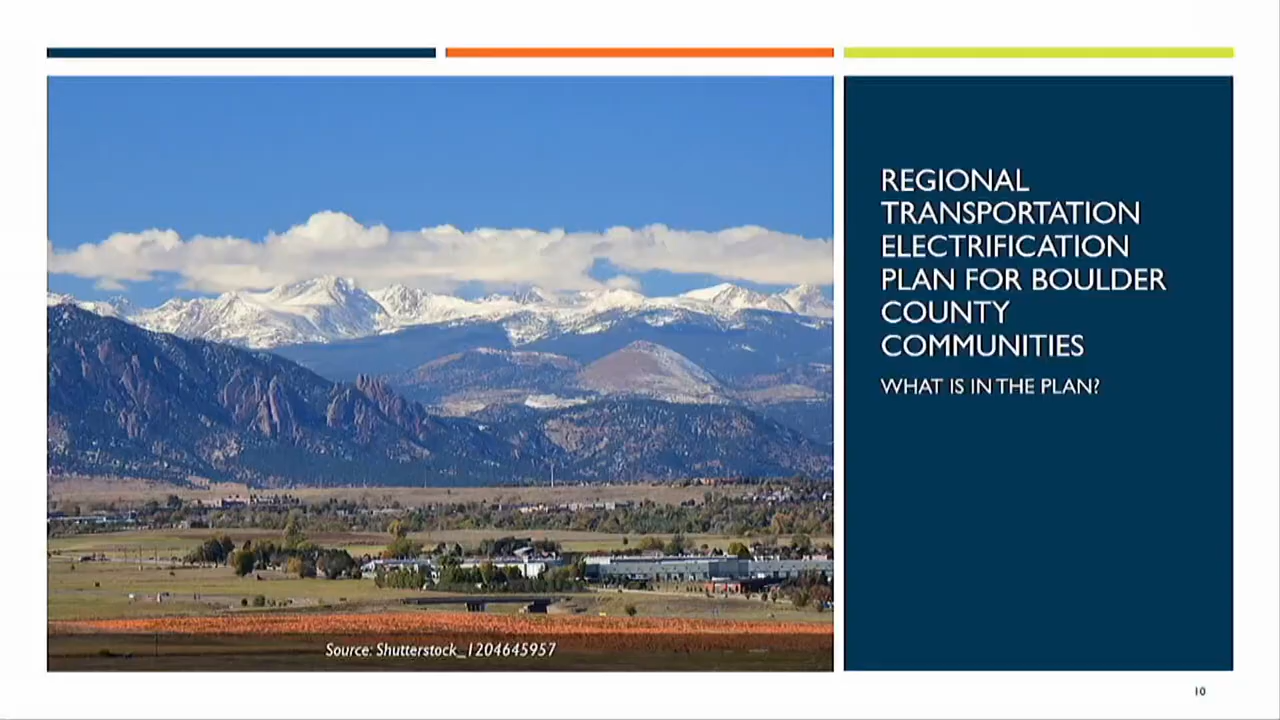 REGIONAL
TRANSPORTATION
ELECTRIFICATION
PLAN FOR BOULDER
COUNTY
COMMUNITIES
WHAT IS IN THE PLAN?
Source: Shutterstock_1204645957
10